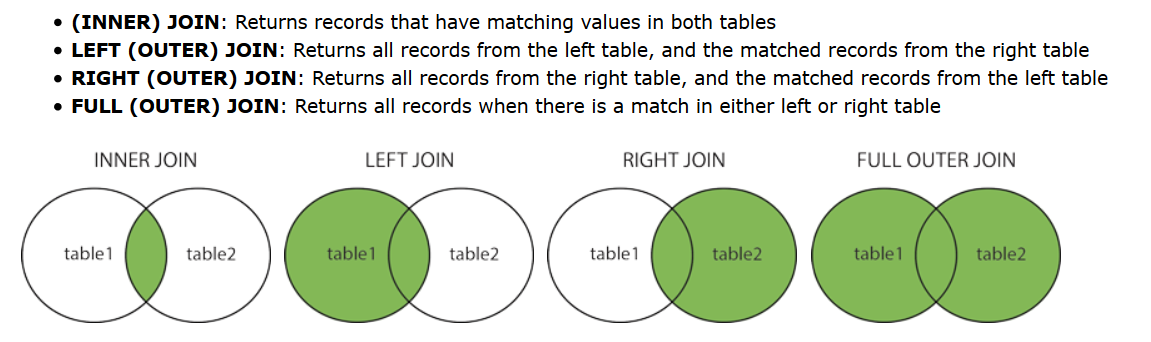 • (INNER) JOIN: Returns records that have matching values in both tables
• LEFT (OUTER) JOIN: Returns all records from the left table, and the matched records from the right table
• RIGHT (OUTER) JOIN: Returns all records from the right table, and the matched records from the left table
• FULL (OUTER) JOIN: Returns all records when there is a match in either left or right table
INNER JOIN LEFT JOIN RIGHT JOIN FULL OUTER JOIN
table1 table2 table1 table2 table1 table2 table1 table2